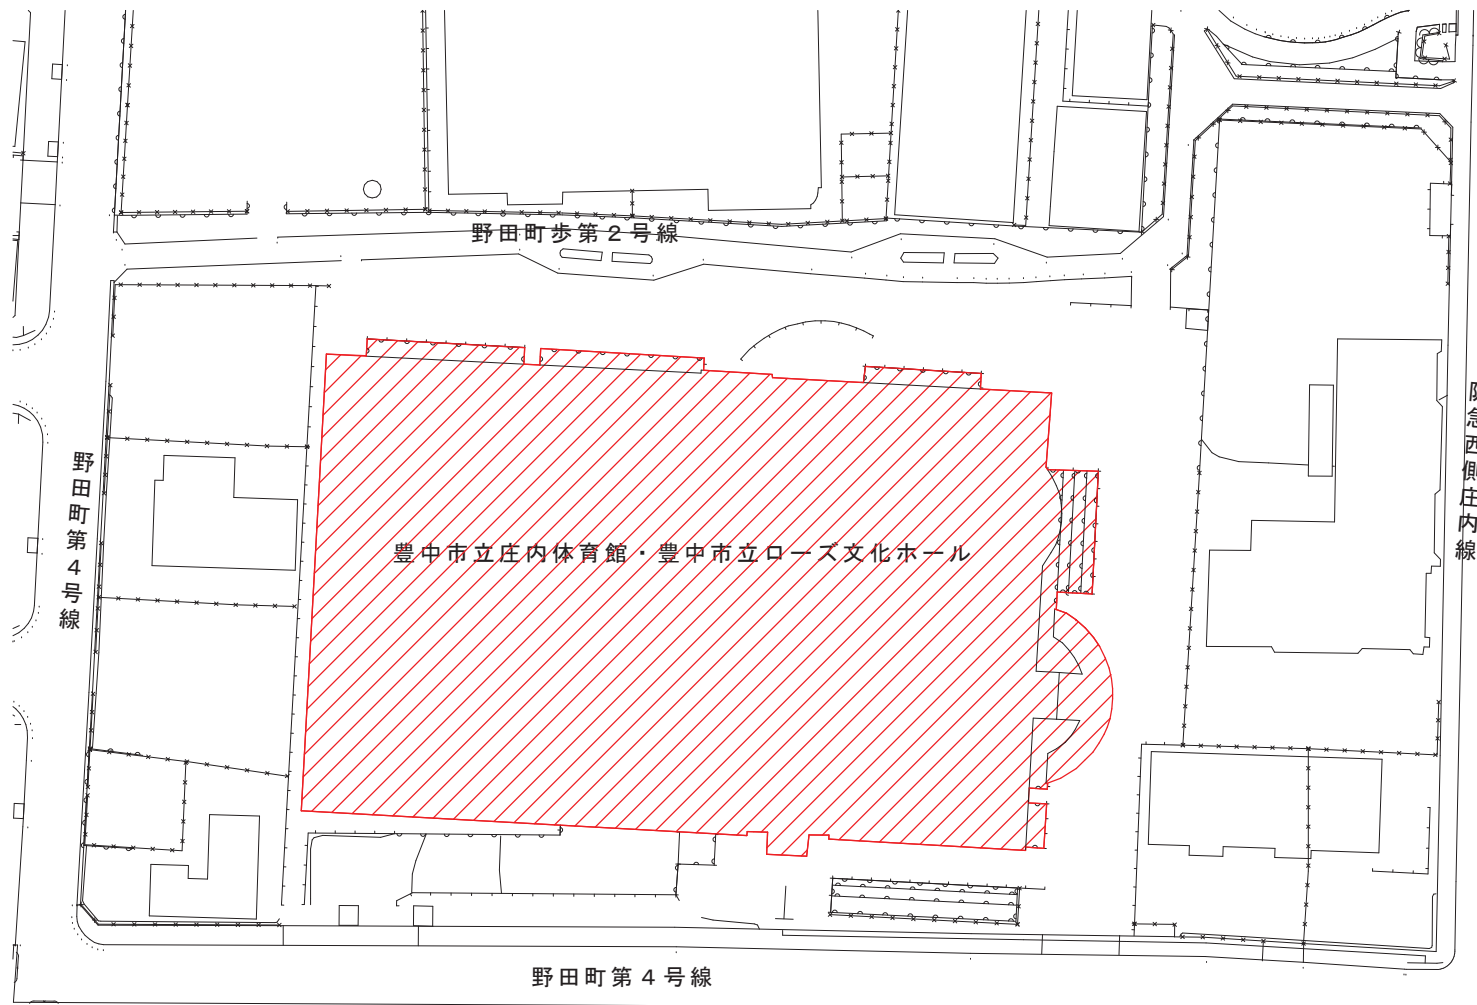 野田町歩第２号線
阪急西側庄内線
野田町第４号線
豊中市立庄内体育館・豊中市立ローズ文化ホール
野田町第４号線